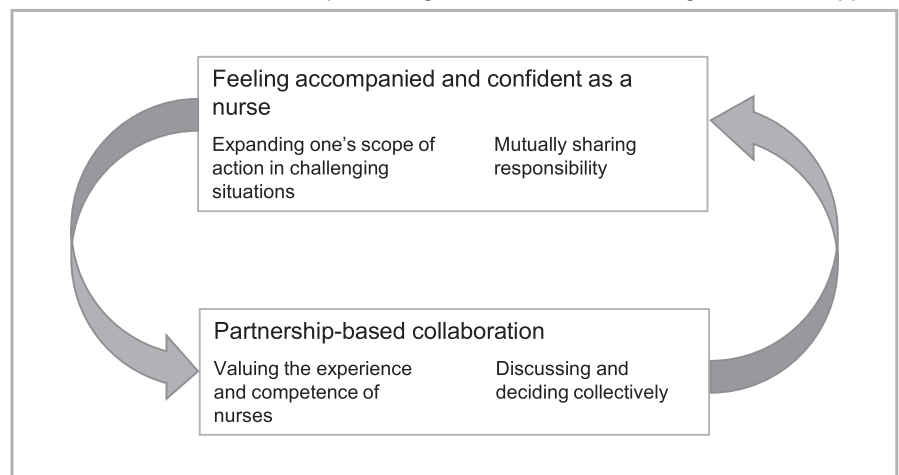 Feeling accompanied and confident as a
nurse
Expanding one's scope of
action in challenging
situations
Mutually sharing
responsibility
Partnership-based collaboration
Valuing the experience
and competence of
nurses
Discussing and
deciding collectively